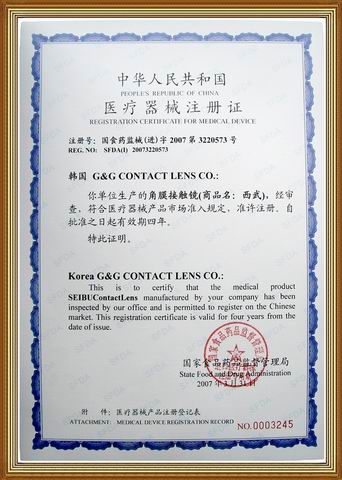 中华人民共和国
PEOPLE'S REPUBLIC OF CHINA
医疗器械注册证
REGISTRATION CERTIFICATE FOR MEDICAL DEVICE
注册号：国食药监械(进)字 2007 第 3220573 号
REG. NO: SFDA(I) 20073220573
韩国 G&G CONTACT LENS CO.:
你单位生产的角膜接触镜(商品名：西武)，经审
查，符合医疗器械产品市场准入规定，准许注册。自
批准之日起有效期四年。
特此证明。
Korea G&G CONTACT LENS CO.:
This is to certify that the medical product
SEIBUContactLens manufactured by your company has been
inspected by our office and is permitted to register on the Chinese
market. This registration certificate is valid for four years from the
date of issue.
国家食品药品监督管理局
State Food and Drug Administration
2007 年 3 月 31 日
附 件：医疗器械产品注册登记表
ATTACHMENT: MEDICAL DEVICE REGISTRATION RECORD
NO.0003245